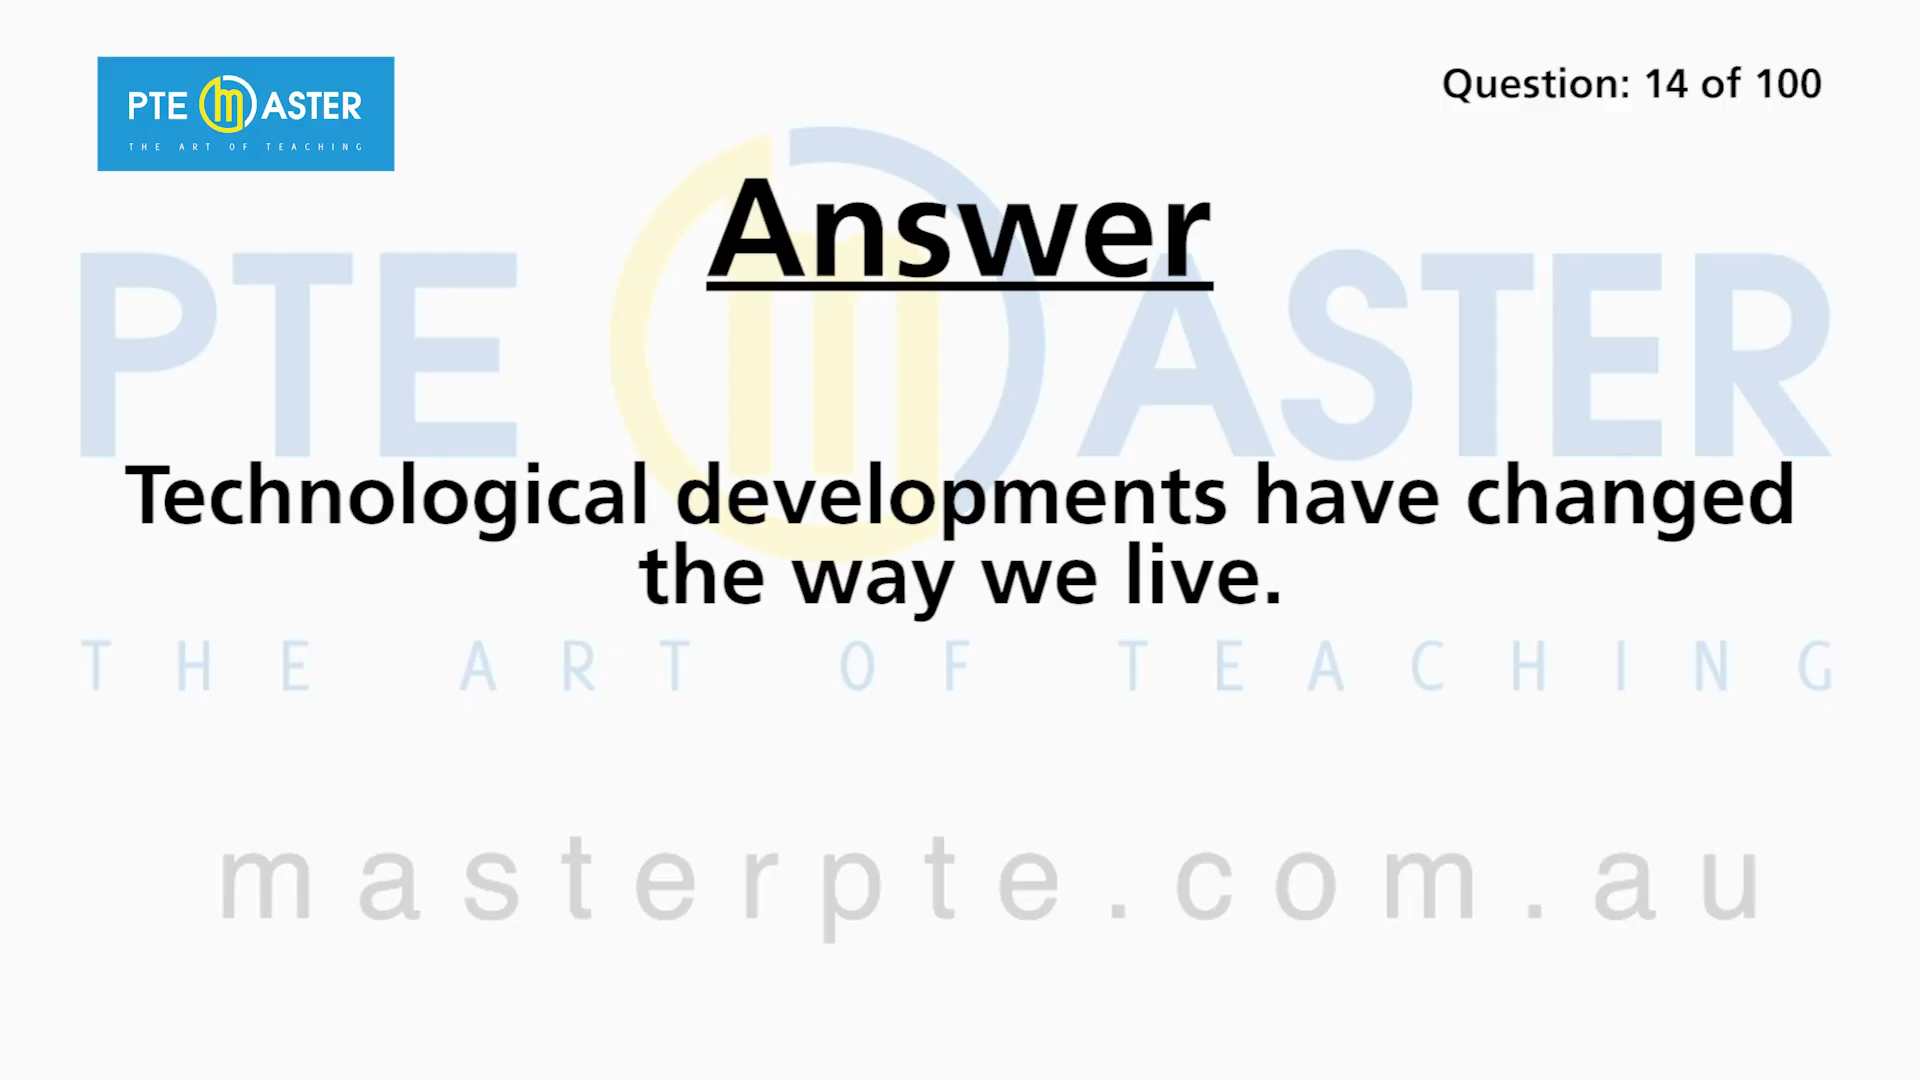 PTE MASTER
THE ART OF TEACHING
Question: 14 of 100
Answer
PTE MASTER
Technological developments have changed
the way we live.
THE ART OF TEACHING
masterpte.com.au